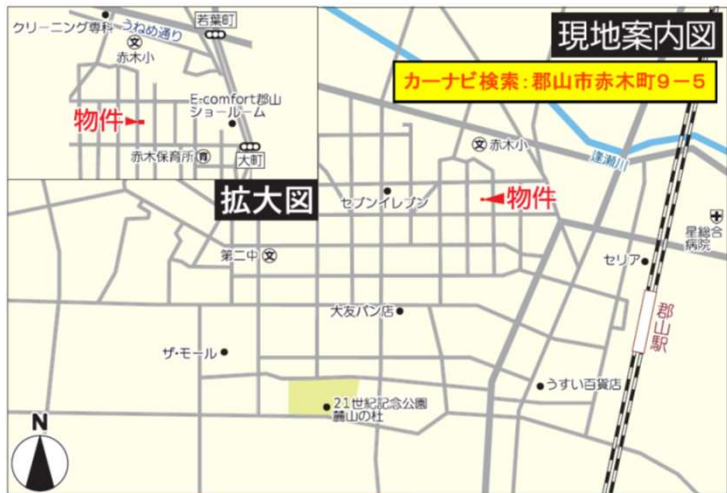 現地案内図
カーナビ検索：郡山市赤木町９－５
クリーニング専科
うねめ通り
若葉町
文
赤木小
E-comfort郡山
ショールーム
物件
赤木保育所
育
大町
拡大図
文
赤木小
逢瀬川
セブンイレブン
物件
星総合
病院
第二中
文
セリア
大友パン店
郡山駅
ザ・モール
うすい百貨店
21世紀記念公園
麓山の杜
N